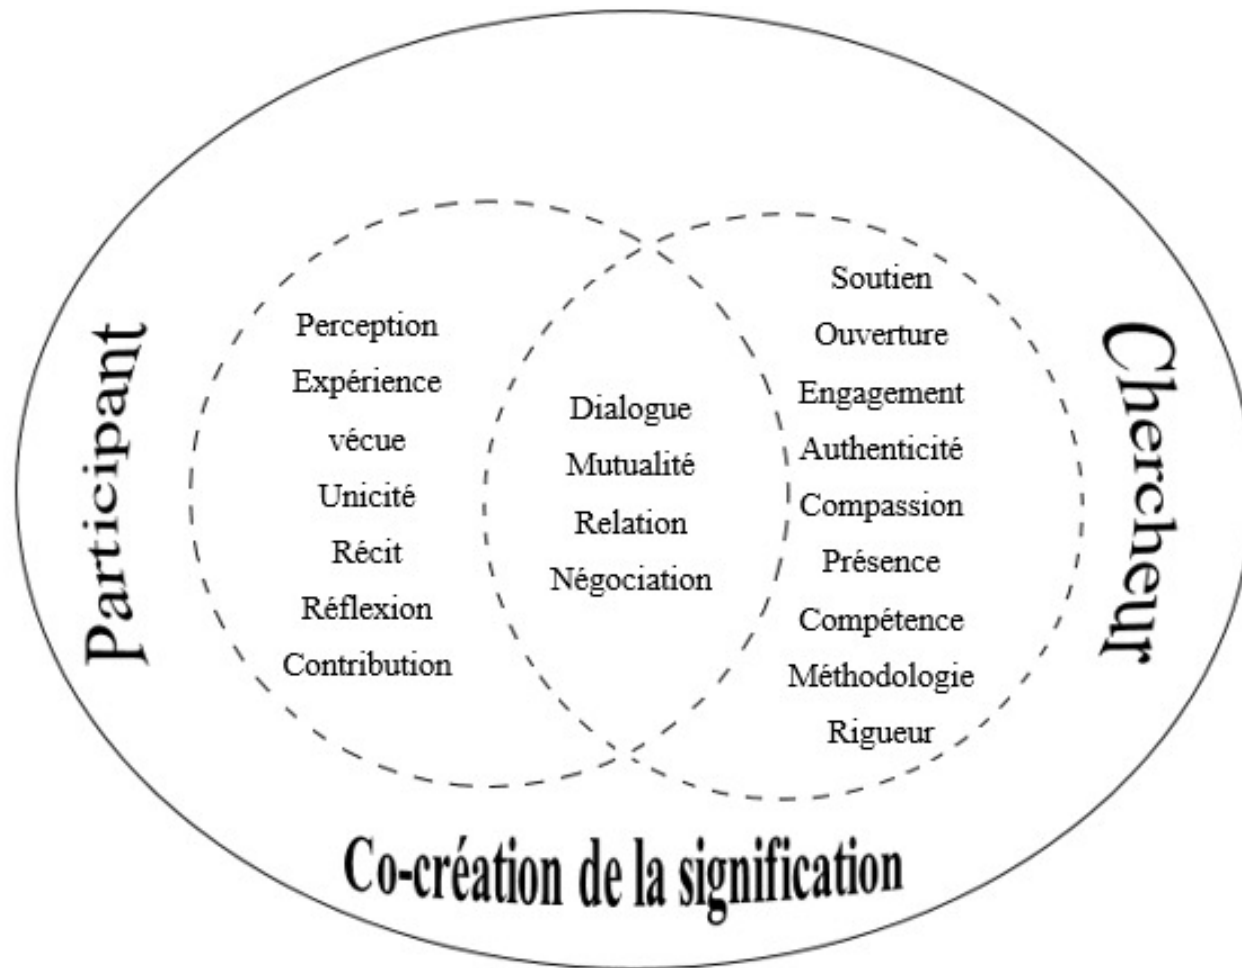 Participant
Perception
Expérience
vécue
Unicité
Récit
Réflexion
Contribution
Dialogue
Mutualité
Relation
Négociation
Soutien
Ouverture
Engagement
Authenticité
Compassion
Présence
Compétence
Méthodologie
Rigueur
Chercheur
Co-création de la signification